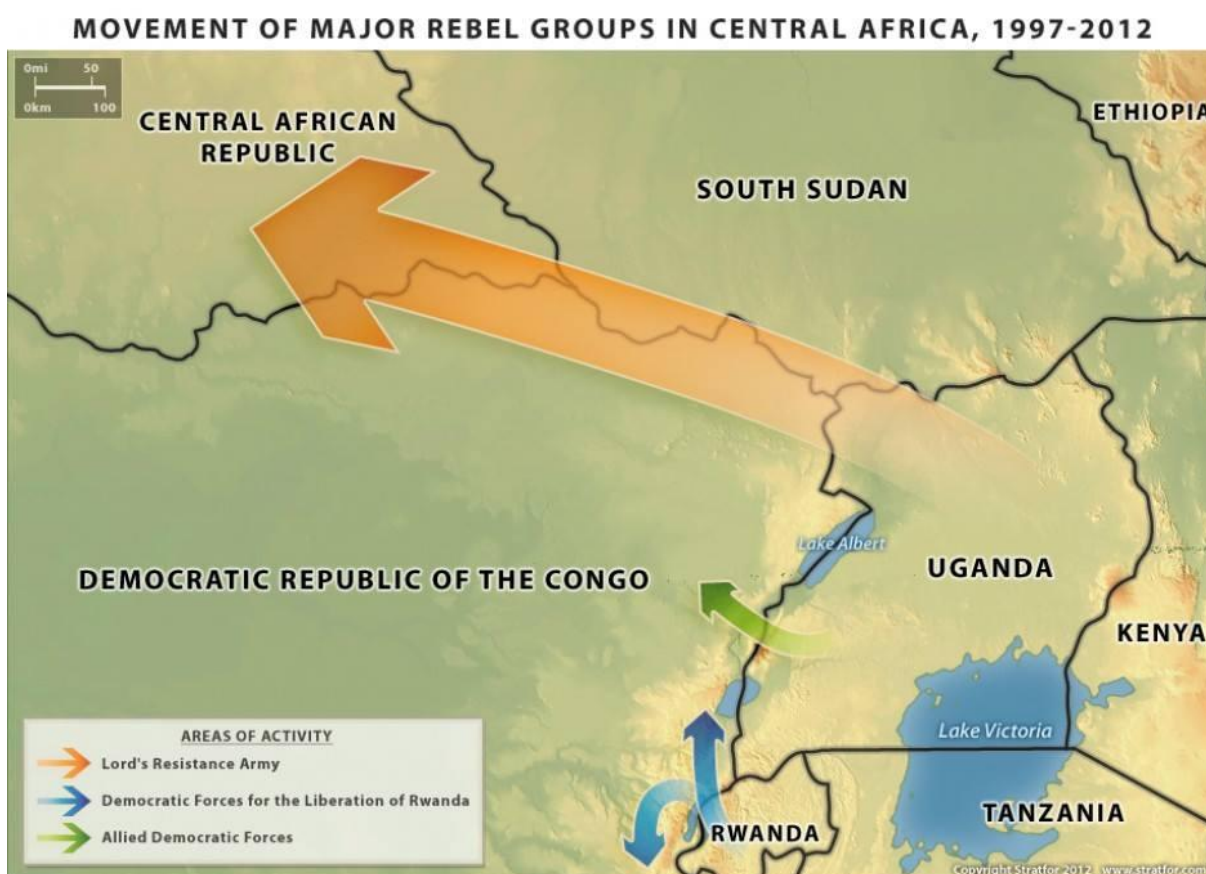 MOVEMENT OF MAJOR REBEL GROUPS IN CENTRAL AFRICA, 1997-2012
0mi 50
0km 100
CENTRAL AFRICAN
REPUBLIC
ETHIOPIA
SOUTH SUDAN
Lake Albert
DEMOCRATIC REPUBLIC OF THE CONGO
UGANDA
KENYA
Lake Victoria
TANZANIA
RWANDA
AREAS OF ACTIVITY
Lord's Resistance Army
Democratic Forces for the Liberation of Rwanda
Allied Democratic Forces
Copyright Stratfor 2012 www.stratfor.com